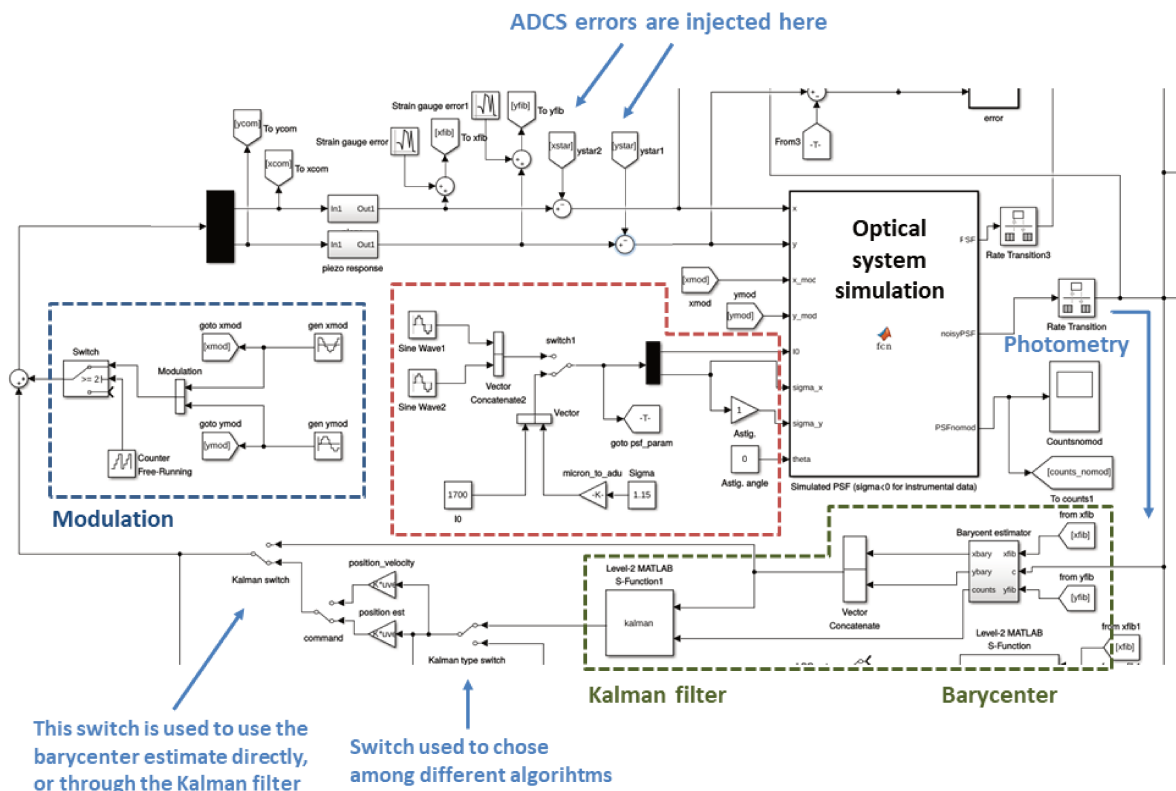 ADCS errors are injected here
Strain gauge error1
[yfib]
To yfib
[ycom]
To ycom
Strain gauge error
[xfib]
To xfib
[xstar]
ystar2
[ystar]
ystar1
From3
-T-
error
[xcom]
To xcom
In1 Out1
In1 Out1
piezo response
x
y
x_mod
y_mod
I0
sigma_x
sigma_y
theta
Optical
system
simulation
fcn
PSF
noisyPSF
PSFnomod
Simulated PSF (sigma<0 for instrumental data)
Rate Transition3
Rate Transition
Photometry
Countsnomod
[counts_nomod]
To counts1
[xmod]
xmod
ymod
[ymod]
goto xmod
[xmod]
gen xmod
Switch
>= 2
Modulation
goto ymod
[ymod]
gen ymod
Counter
Free-Running
Modulation
Sine Wave1
Sine Wave2
Vector
Concatenate2
switch1
Vector
-T-
goto psf_param
1
Astig.
0
Astig. angle
micron_to_adu
-K-
Sigma
1.15
1700
I0
Kalman switch
position_velocity
K*uve
position est
K*uve
command
Kalman type switch
Level-2 MATLAB
S-Function1
kalman
Vector
Concatenate
Barycent estimator
xbary
ybary
counts
xfib
c
yfib
from xfib
[xfib]
from yfib
[yfib]
from xfib1
[xfib]
Level-2 MATLAB
S-Function
Kalman filter
Barycenter
This switch is used to use the
barycenter estimate directly,
or through the Kalman filter
Switch used to chose
among different algorihtms